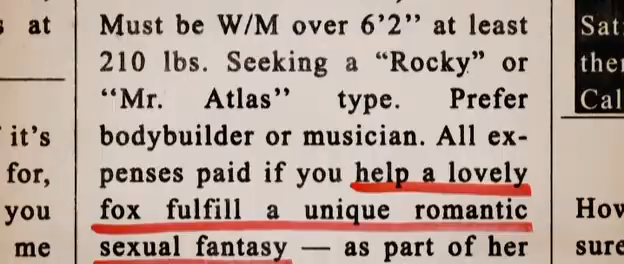 s at
it's
for,
you
me
Must be W/M over 6'2" at least
210 lbs. Seeking a "Rocky" or
"Mr. Atlas" type. Prefer
bodybuilder or musician. All ex-
penses paid if you help a lovely
fox fulfill a unique romantic
sexual fantasy — as part of her
Sat
the
Cal
How
sure